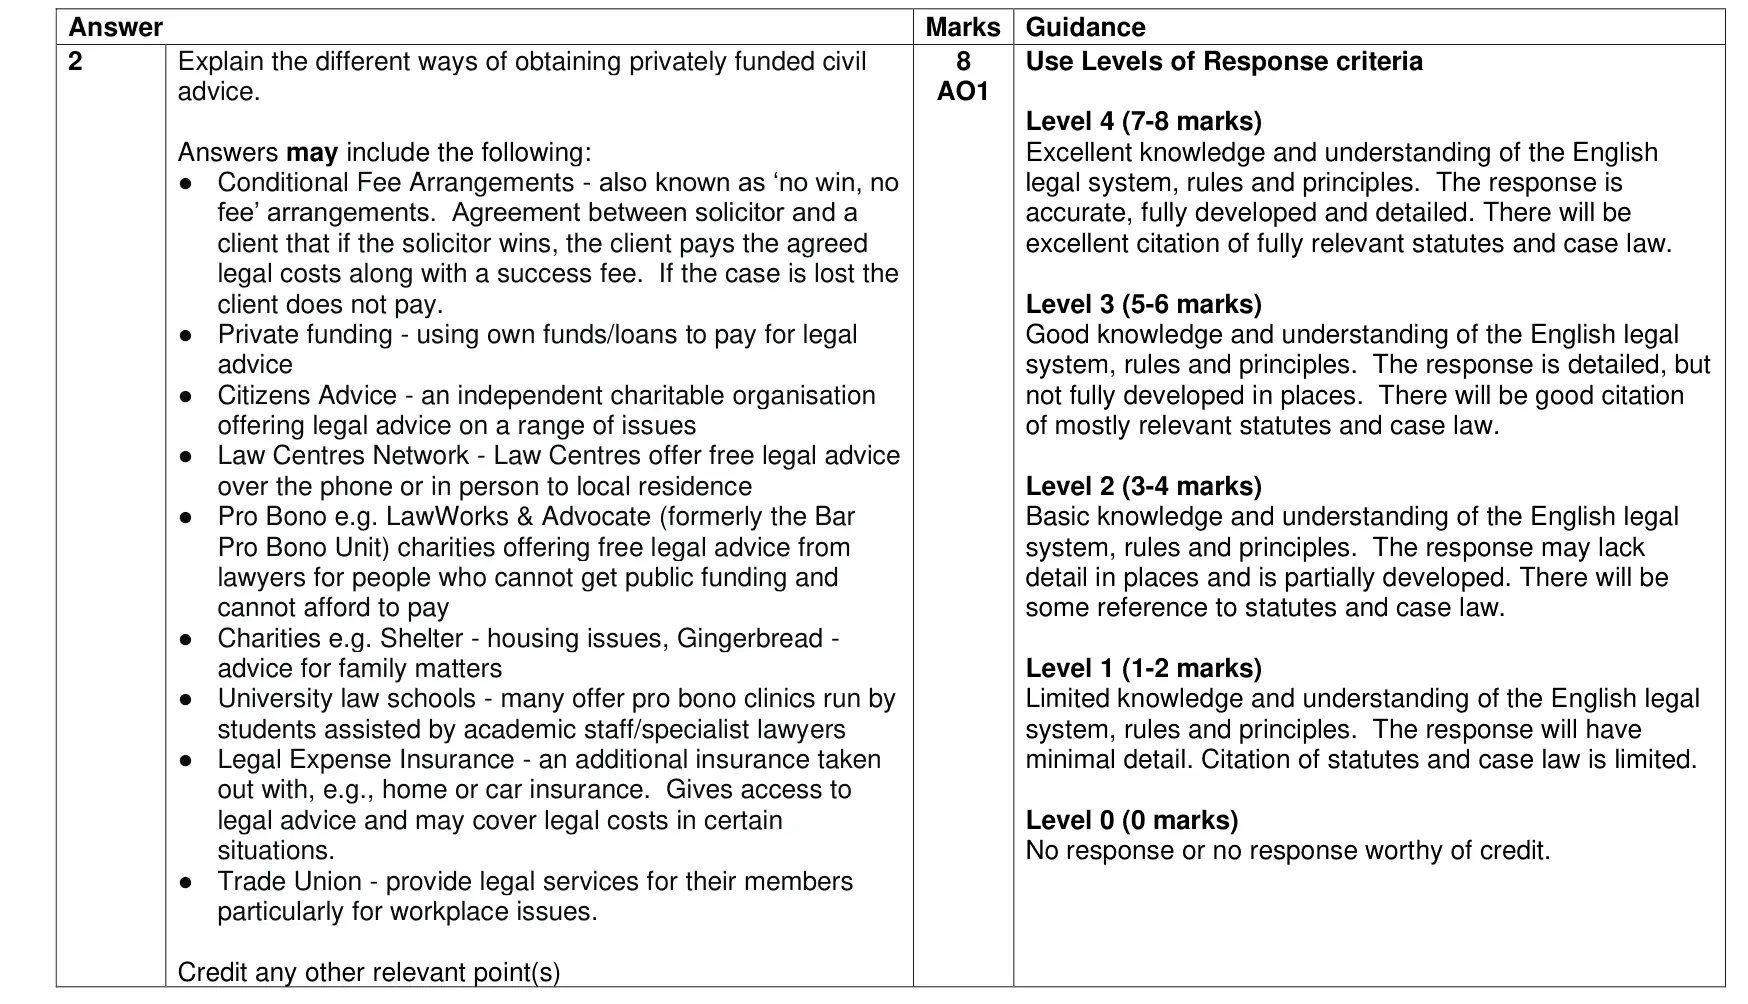 Answer Marks Guidance
2 Explain the different ways of obtaining privately funded civil
advice.
Answers may include the following:
● Conditional Fee Arrangements - also known as ‘no win, no
fee’ arrangements. Agreement between solicitor and a
client that if the solicitor wins, the client pays the agreed
legal costs along with a success fee. If the case is lost the
client does not pay.
● Private funding - using own funds/loans to pay for legal
advice
● Citizens Advice - an independent charitable organisation
offering legal advice on a range of issues
● Law Centres Network - Law Centres offer free legal advice
over the phone or in person to local residence
● Pro Bono e.g. LawWorks & Advocate (formerly the Bar
Pro Bono Unit) charities offering free legal advice from
lawyers for people who cannot get public funding and
cannot afford to pay
● Charities e.g. Shelter - housing issues, Gingerbread -
advice for family matters
● University law schools - many offer pro bono clinics run by
students assisted by academic staff/specialist lawyers
● Legal Expense Insurance - an additional insurance taken
out with, e.g., home or car insurance. Gives access to
legal advice and may cover legal costs in certain
situations.
● Trade Union - provide legal services for their members
particularly for workplace issues.
Credit any other relevant point(s)
8
AO1
Use Levels of Response criteria
Level 4 (7-8 marks)
Excellent knowledge and understanding of the English
legal system, rules and principles. The response is
accurate, fully developed and detailed. There will be
excellent citation of fully relevant statutes and case law.
Level 3 (5-6 marks)
Good knowledge and understanding of the English legal
system, rules and principles. The response is detailed, but
not fully developed in places. There will be good citation
of mostly relevant statutes and case law.
Level 2 (3-4 marks)
Basic knowledge and understanding of the English legal
system, rules and principles. The response may lack
detail in places and is partially developed. There will be
some reference to statutes and case law.
Level 1 (1-2 marks)
Limited knowledge and understanding of the English legal
system, rules and principles. The response will have
minimal detail. Citation of statutes and case law is limited.
Level 0 (0 marks)
No response or no response worthy of credit.